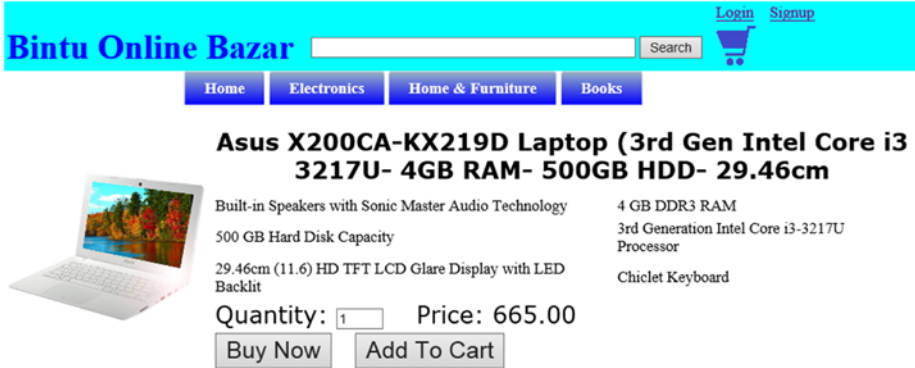 Login Signup
Bintu Online Bazar Search
Home Electronics Home & Furniture Books
Asus X200CA-KX219D Laptop (3rd Gen Intel Core i3
3217U- 4GB RAM- 500GB HDD- 29.46cm
Built-in Speakers with Sonic Master Audio Technology
4 GB DDR3 RAM
500 GB Hard Disk Capacity
3rd Generation Intel Core i3-3217U
Processor
29.46cm (11.6) HD TFT LCD Glare Display with LED
Backlit
Chiclet Keyboard
Quantity: 1 Price: 665.00
Buy Now Add To Cart